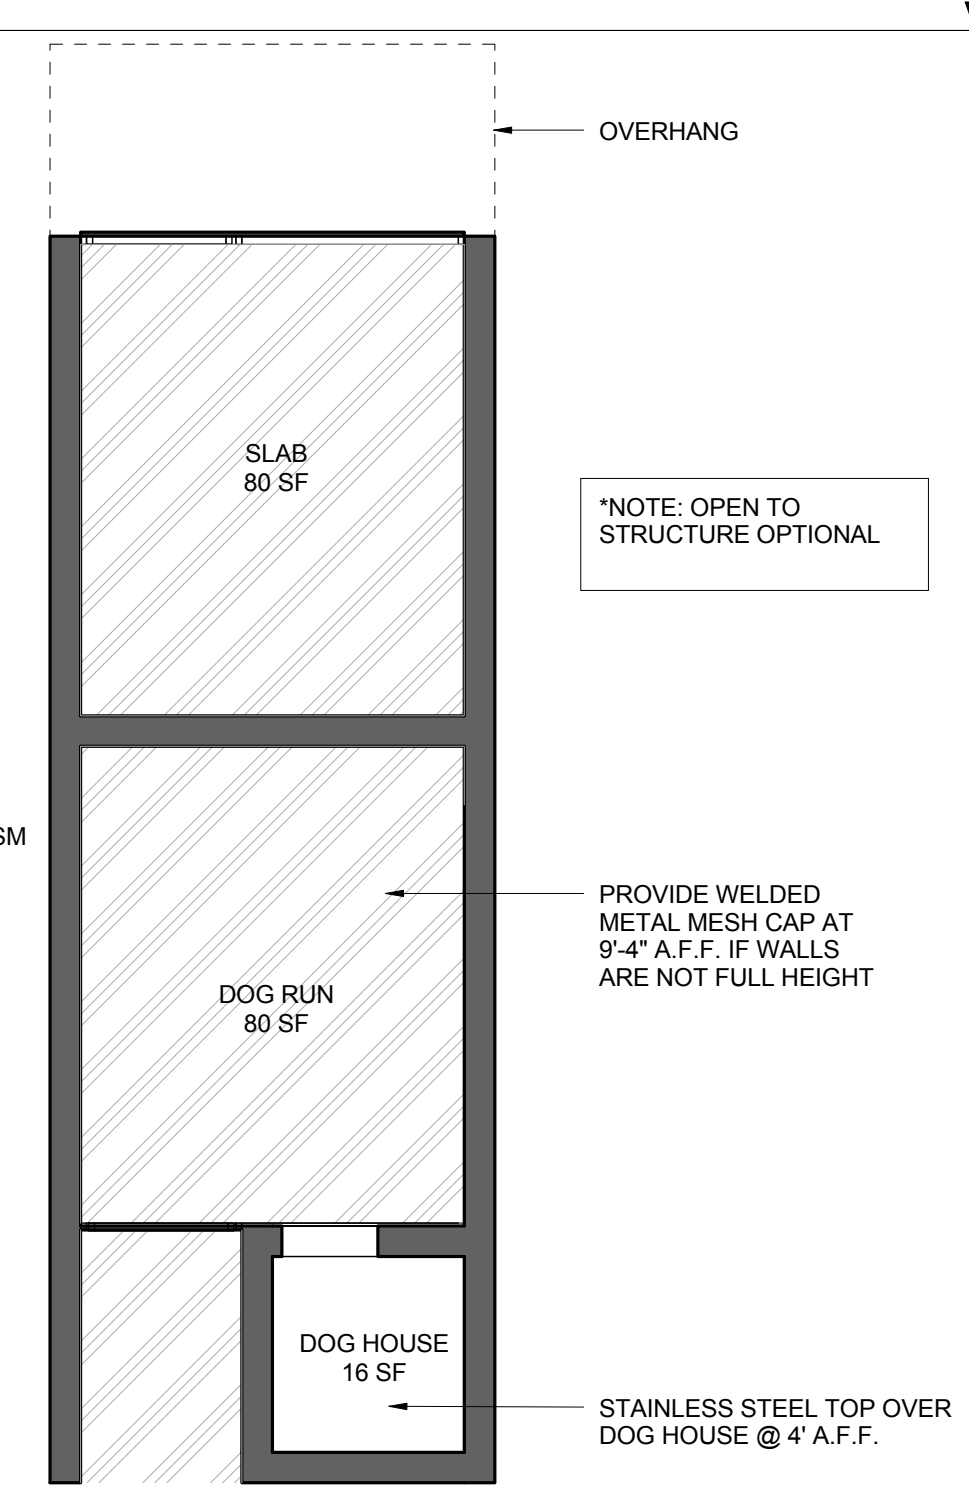 OVERHANG
SLAB
80 SF
*NOTE: OPEN TO
STRUCTURE OPTIONAL
SM
PROVIDE WELDED
METAL MESH CAP AT
9'-4" A.F.F. IF WALLS
ARE NOT FULL HEIGHT
DOG RUN
80 SF
DOG HOUSE
16 SF
STAINLESS STEEL TOP OVER
DOG HOUSE @ 4' A.F.F.